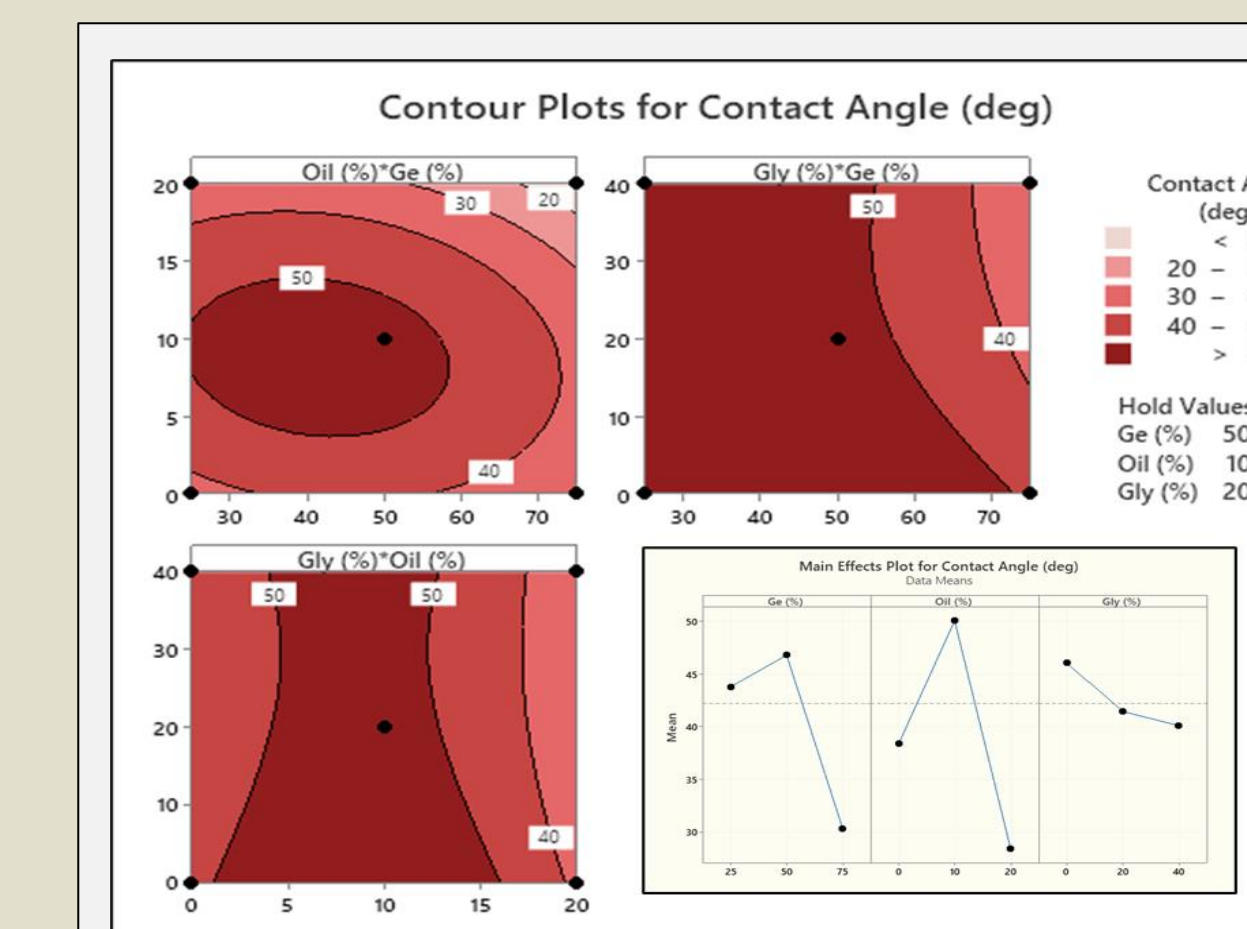 Contour Plots for Contact Angle (deg)
Oil (%)*Ge (%)
20
15
10
5
0
30
20
50
40
30 40 50 60 70
Gly (%)*Ge (%)
40
30
20
10
0
50
40
30 40 50 60 70
Contact A
(deg
<
20 –
30 –
40 –
>
Hold Values
Ge (%) 50
Oil (%) 10
Gly (%) 20
Gly (%)*Oil (%)
40
30
20
10
0
50 50
40
0 5 10 15 20
Main Effects Plot for Contact Angle (deg)
Data Means
Ge (%) Oil (%) Gly (%)
Mean
50
45
40
35
30
25 50 75 0 10 20 0 20 40